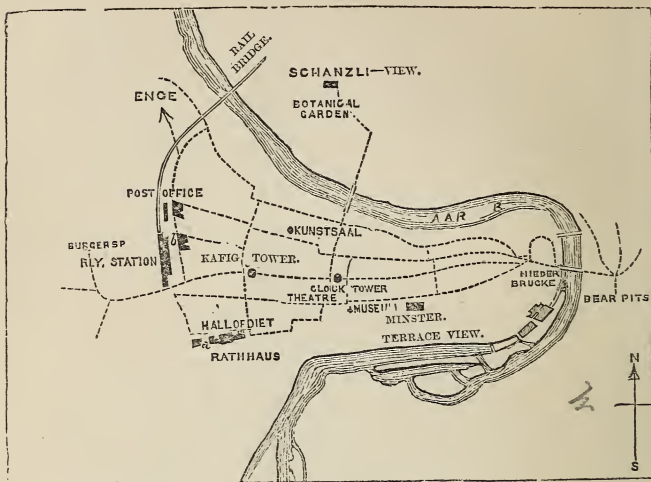 RAIL
BRIDGE.
SCHANZLI—VIEW.
ENGE
BOTANICAL
GARDEN
POST OFFICE
AAR R
KUNSTSAAL
BURGERSP
b
RLY. STATION
KAFIG TOWER.
CLOCK TOWER
THEATRE
NIEDER
BRUCKE
BEAR PITS
MUSEUM
MINSTER.
TERRACE VIEW.
HALL OF DIET
a
RATHHAUS
N
S